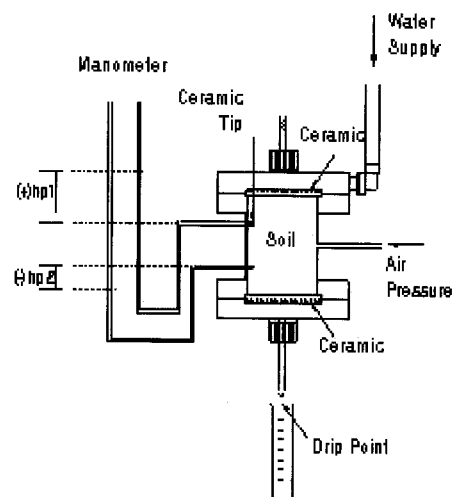 Water
Supply
Manometer
Ceramic
Tip
Ceramic
(+)hp1
Soil
(-)hp2
Air
Pressure
Ceramic
Drip Point